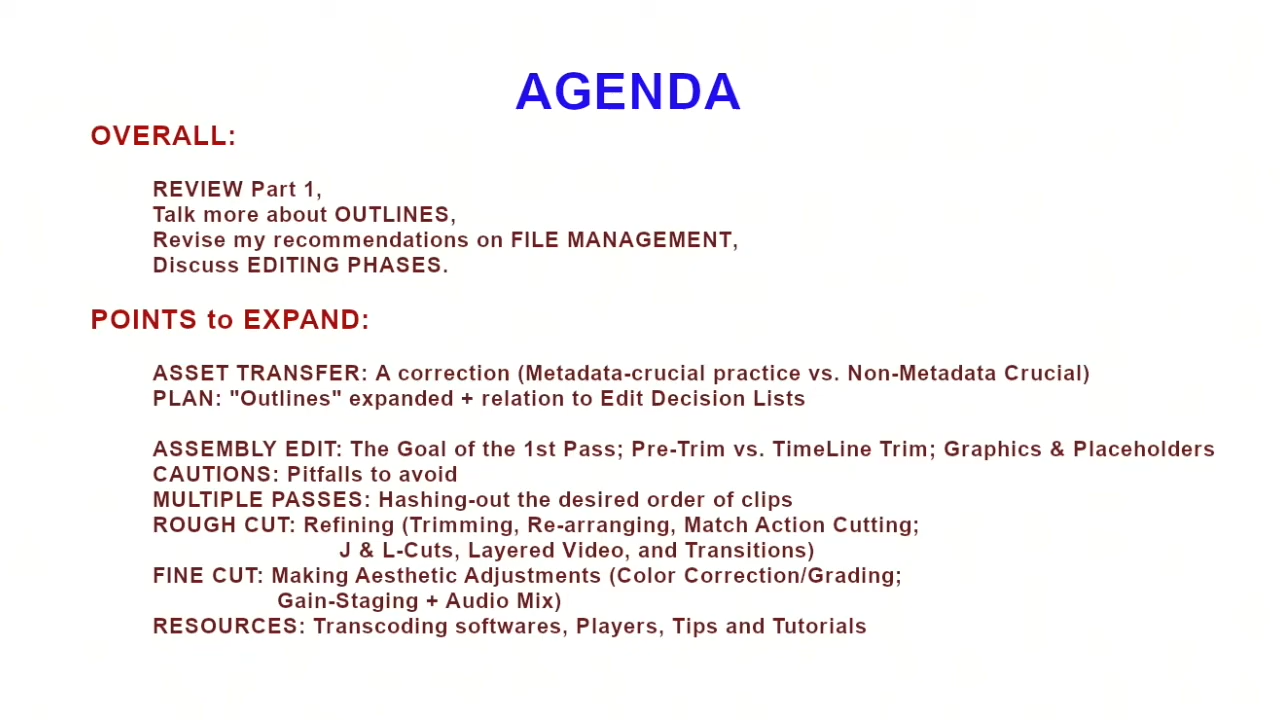 AGENDA
OVERALL:
REVIEW Part 1,
Talk more about OUTLINES,
Revise my recommendations on FILE MANAGEMENT,
Discuss EDITING PHASES.
POINTS to EXPAND:
ASSET TRANSFER: A correction (Metadata-crucial practice vs. Non-Metadata Crucial)
PLAN: "Outlines" expanded + relation to Edit Decision Lists
ASSEMBLY EDIT: The Goal of the 1st Pass; Pre-Trim vs. TimeLine Trim; Graphics & Placeholders
CAUTIONS: Pitfalls to avoid
MULTIPLE PASSES: Hashing-out the desired order of clips
ROUGH CUT: Refining (Trimming, Re-arranging, Match Action Cutting;
J & L-Cuts, Layered Video, and Transitions)
FINE CUT: Making Aesthetic Adjustments (Color Correction/Grading;
Gain-Staging + Audio Mix)
RESOURCES: Transcoding softwares, Players, Tips and Tutorials